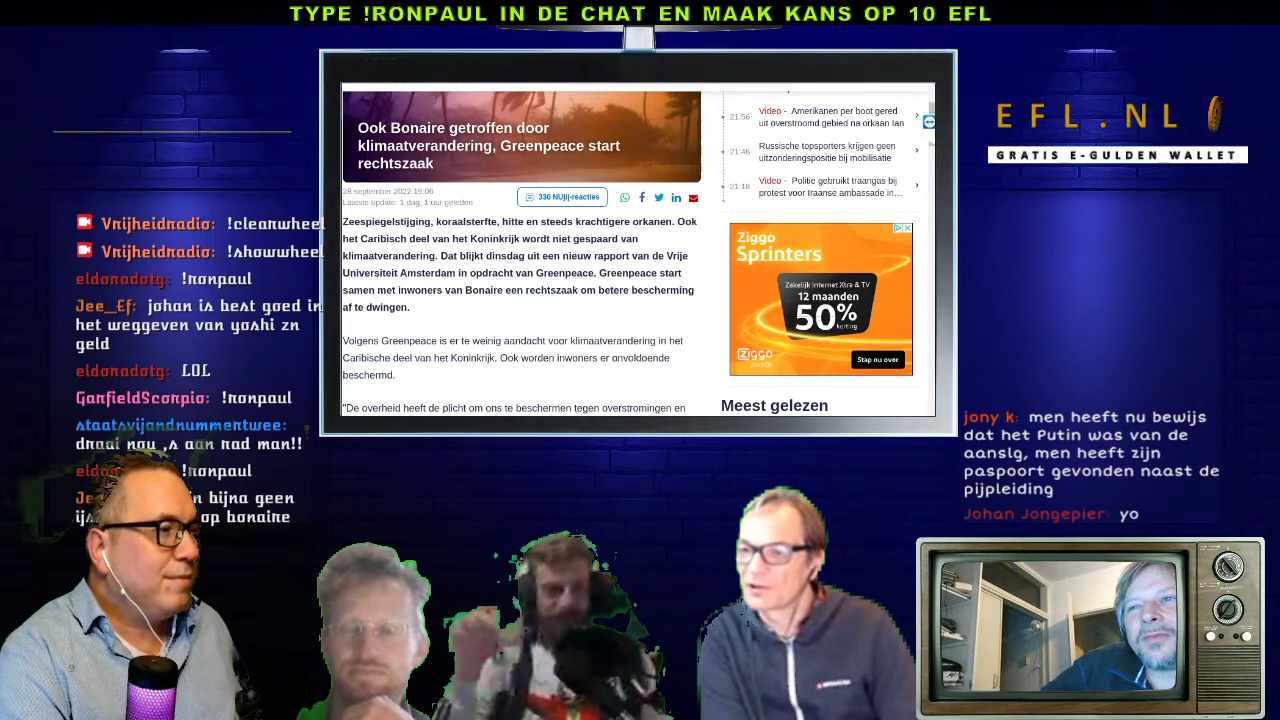 TYPE !RONPAUL IN DE CHAT EN MAAK KANS OP 10 EFL
EFL.NL
GRATIS E-GULDEN WALLET
Ook Bonaire getroffen door
klimaatverandering, Greenpeace start
rechtszaak
28 september 2022 19:06
Laatste update: 1 dag, 1 uur geleden
330 NUjij-reacties
Zeespiegelstijging, koraalsterfte, hitte en steeds krachtigere orkanen. Ook
het Caribisch deel van het Koninkrijk wordt niet gespaard van
klimaatverandering. Dat blijkt dinsdag uit een nieuw rapport van de Vrije
Universiteit Amsterdam in opdracht van Greenpeace. Greenpeace start
samen met inwoners van Bonaire een rechtszaak om betere bescherming
af te dwingen.
Volgens Greenpeace is er te weinig aandacht voor klimaatverandering in het
Caribische deel van het Koninkrijk. Ook worden inwoners er onvoldoende
beschermd.
"De overheid heeft de plicht om ons te beschermen tegen overstromingen en
21:56 Video - Amerikanen per boot gered
uit overstroomd gebied na orkaan Ian
21:46 Russische topsporters krijgen geen
uitzonderingspositie bij mobilisatie
21:18 Video - Politie gebruikt traangas bij
protest voor Iraanse ambassade in…
Ziggo
Sprinters
Zakelijk Internet Xtra & TV
12 maanden
50% korting
Ziggo
zakelijk
Stap nu over
Meest gelezen
Vrijheidradio: !clearwheel
Vrijheidradio: !showwheel
eldoradotg: !ronpaul
Jee_Ef: johan is best goed in
het weggeven van yoshi zn
geld
eldoradotg: LOL
GarfieldScorpio: !ronpaul
staatsvijandnummertwee:
draai nou ,s aan rad man!!
!ronpaul
bijna geen
op bonaire
jony k: men heeft nu bewijs
dat het Putin was van de
aanslg, men heeft zijn
paspoort gevonden naast de
pijpleiding
Johan Jongepier: yo